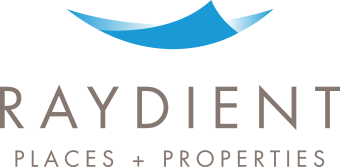 RAYDIENT
PLACES + PROPERTIES